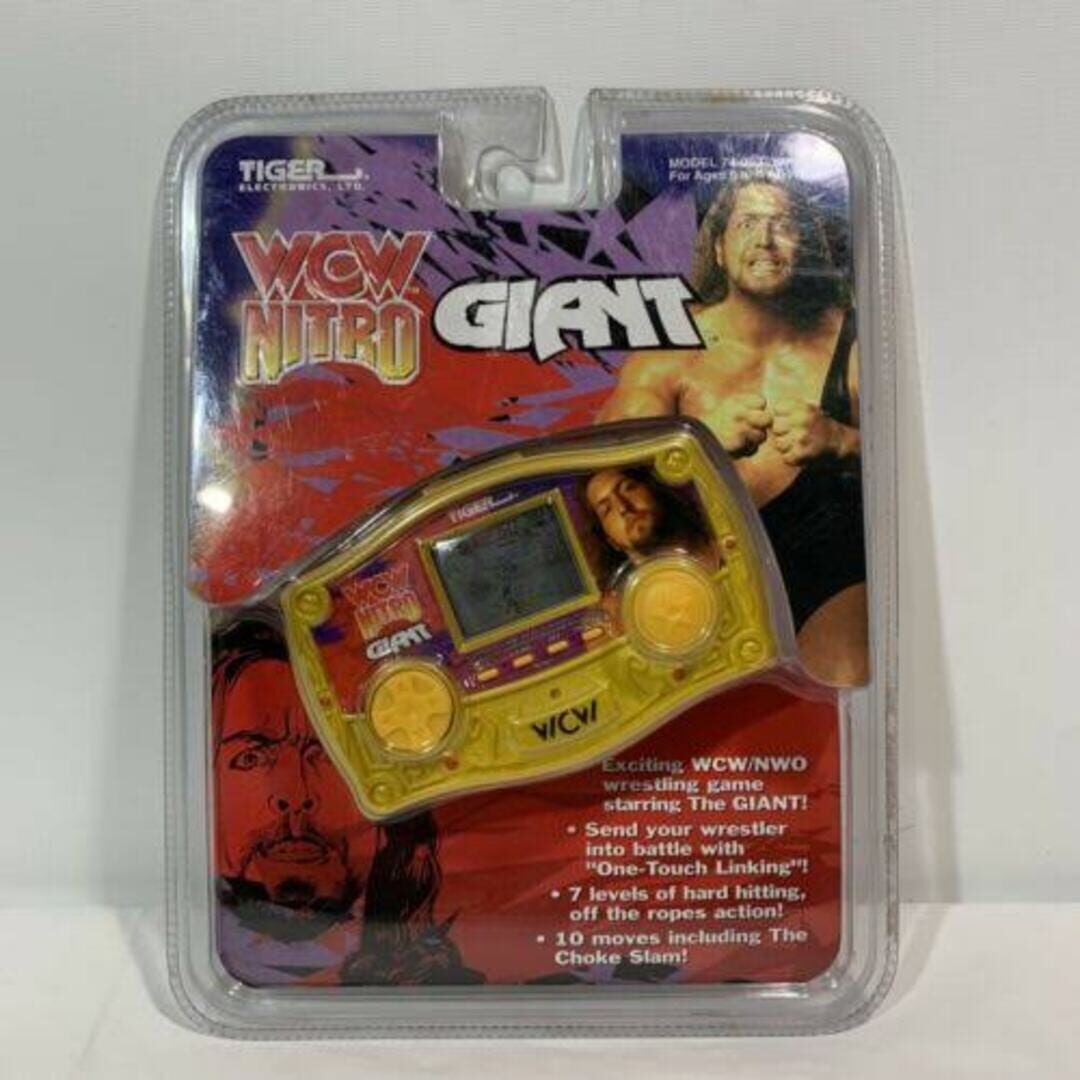 TIGER
ELECTRONICS, LTD.
MODEL
For Ages
WCW
NITRO
GIANT
TIGER
WCW
NITRO
GIANT
WCW
Exciting WCW/NWO
wrestling game
starring The GIANT!
• Send your wrestler
into battle with
"One-Touch Linking"!
• 7 levels of hard hitting,
off the ropes action!
• 10 moves including The
Choke Slam!